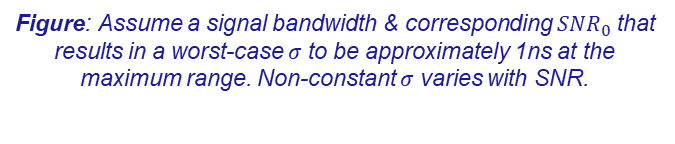 Figure: Assume a signal bandwidth & corresponding SNR₀ that
results in a worst-case σ to be approximately 1ns at the
maximum range. Non-constant σ varies with SNR.